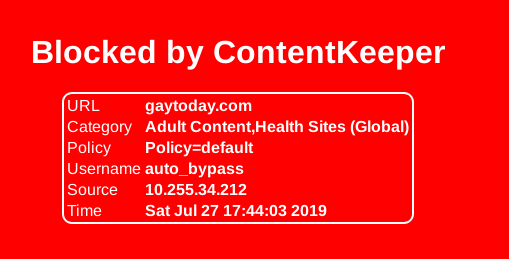 Blocked by ContentKeeper
URL gaytoday.com
Category Adult Content,Health Sites (Global)
Policy Policy=default
Username auto_bypass
Source 10.255.34.212
Time Sat Jul 27 17:44:03 2019